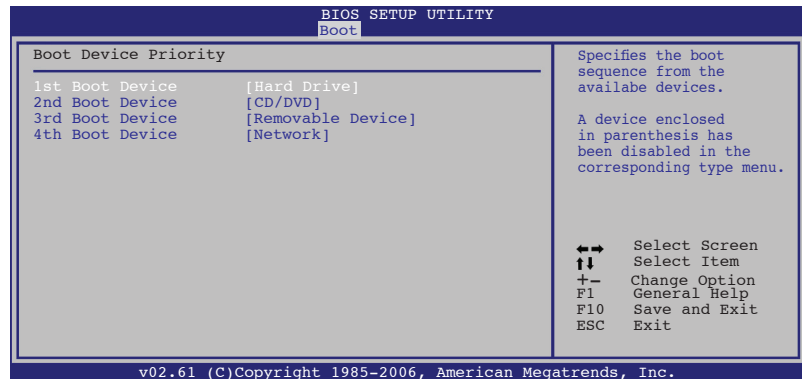 BIOS SETUP UTILITY
Boot
Boot Device Priority
1st Boot Device [Hard Drive]
2nd Boot Device [CD/DVD]
3rd Boot Device [Removable Device]
4th Boot Device [Network]
Specifies the boot
sequence from the
availabe devices.
A device enclosed
in parenthesis has
been disabled in the
corresponding type menu.
←→ Select Screen
↑↓ Select Item
+- Change Option
F1 General Help
F10 Save and Exit
ESC Exit
v02.61 (C)Copyright 1985-2006, American Megatrends, Inc.